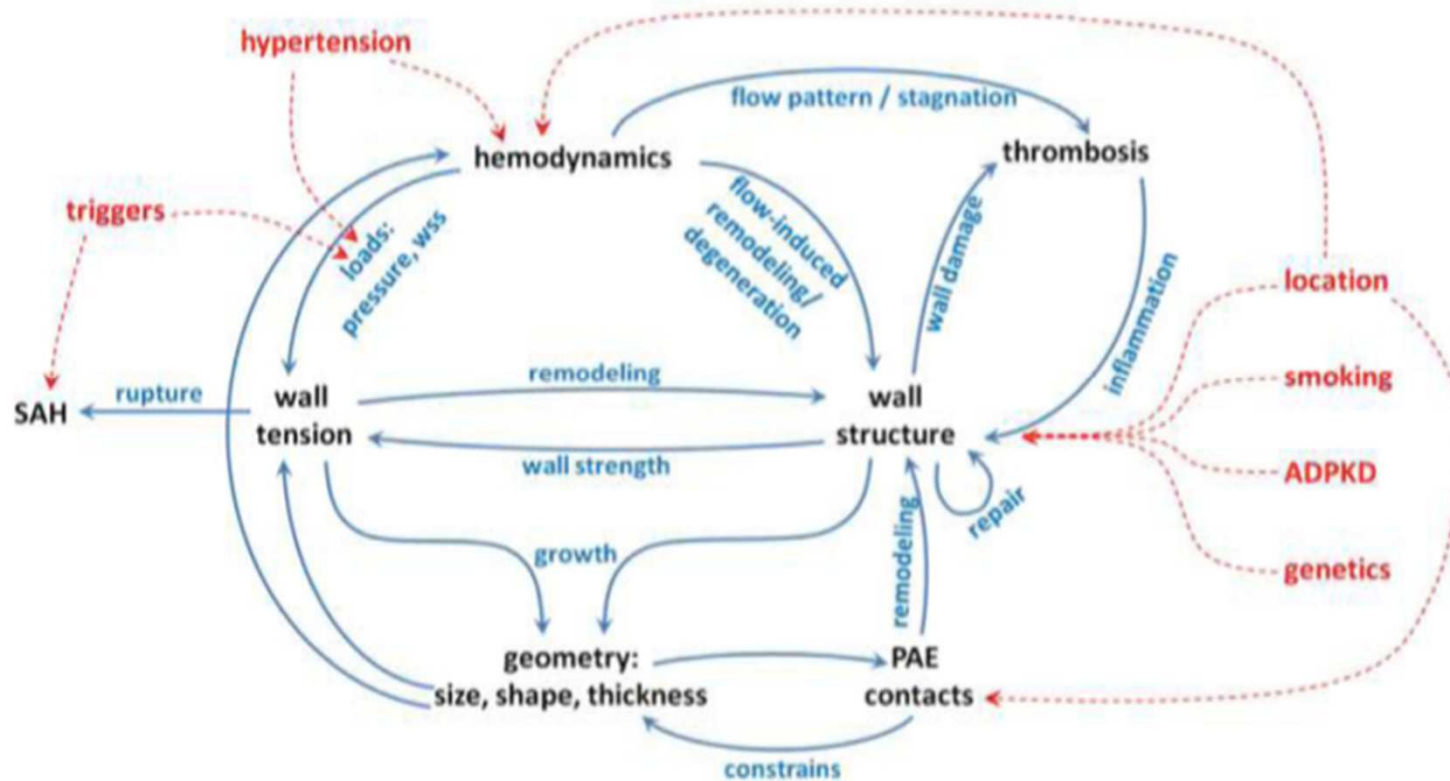 hypertension
flow pattern / stagnation
hemodynamics
thrombosis
triggers
loads:
pressure, wss
flow-induced
remodeling/
degeneration
wall damage
inflammation
location
smoking
ADPKD
genetics
SAH
rupture
wall
tension
remodeling
wall strength
wall
structure
repair
growth
remodeling
geometry:
size, shape, thickness
PAE
contacts
constrains